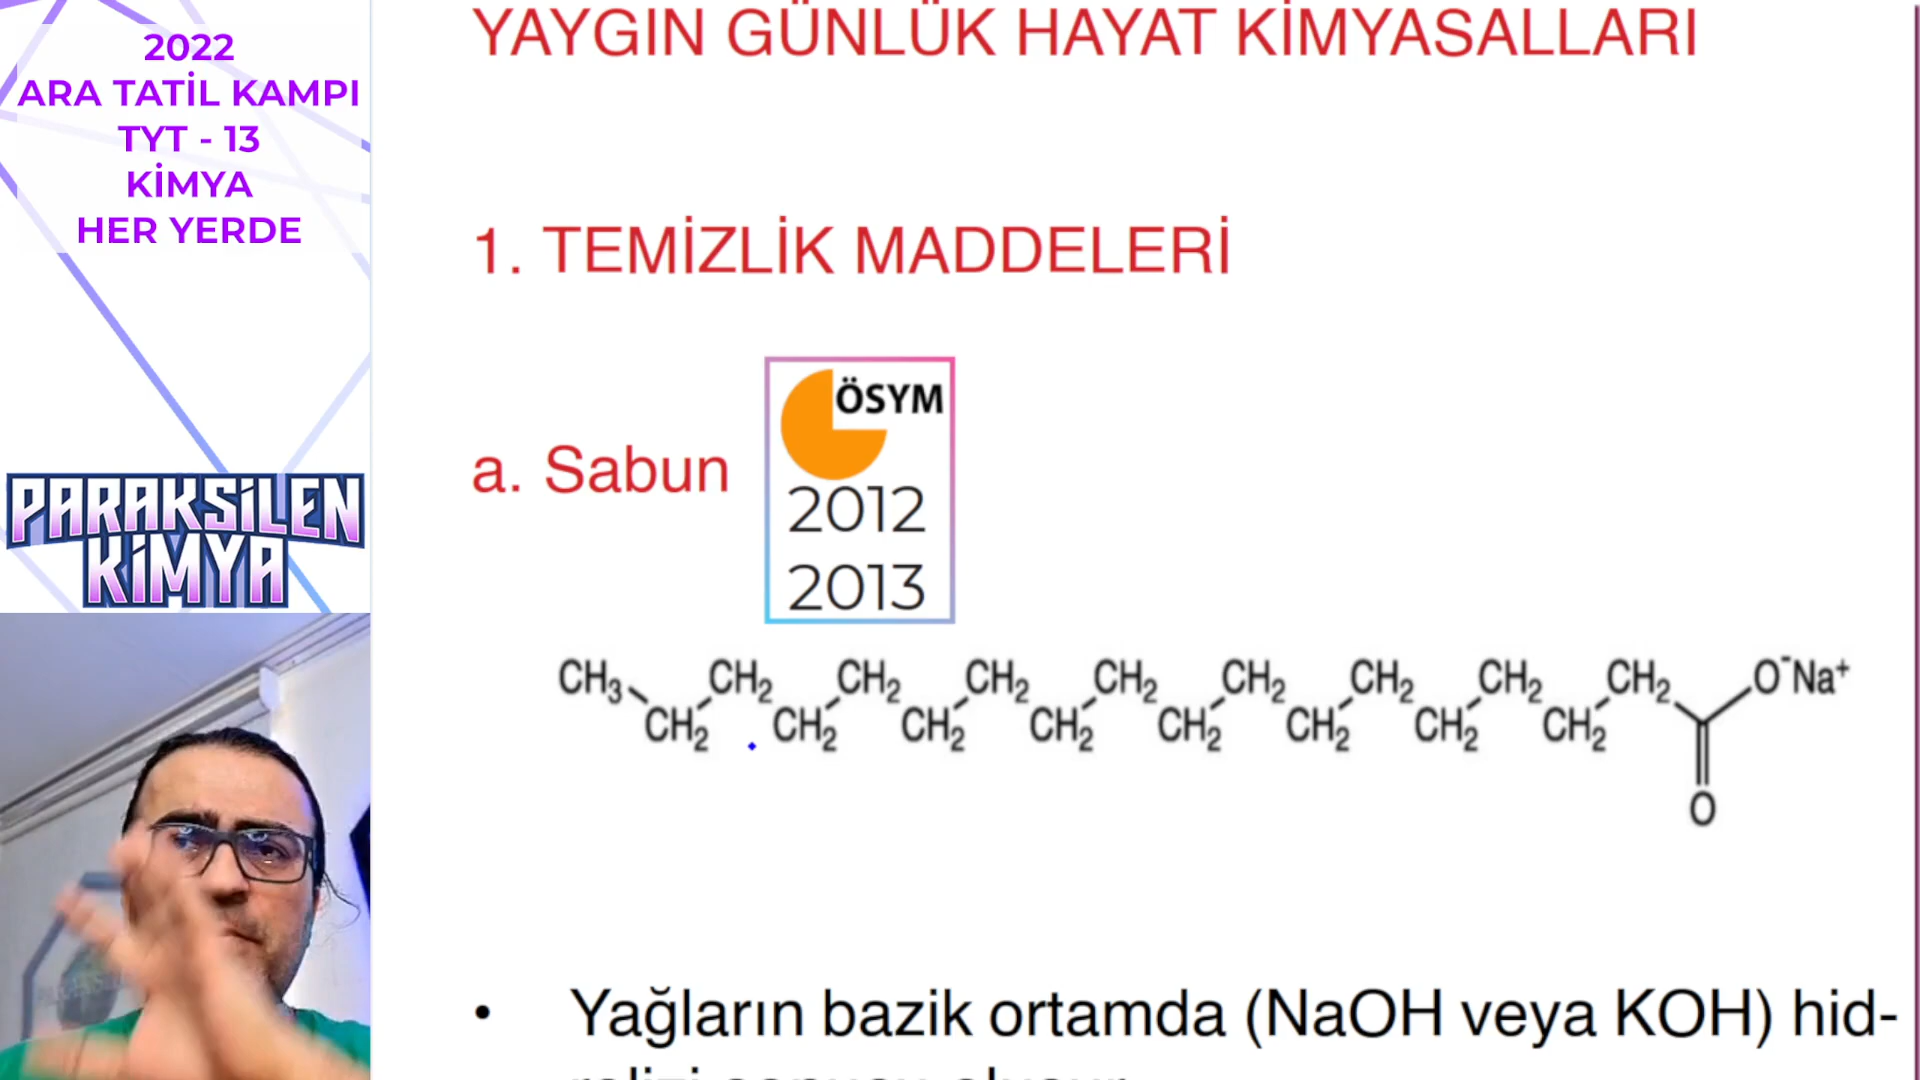 2022
ARA TATİL KAMPI
TYT - 13
KİMYA
HER YERDE
PARAKSİLEN
KİMYA
YAYGIN GÜNLÜK HAYAT KİMYASALLARI
1. TEMİZLİK MADDELERİ
a. Sabun
ÖSYM
2012
2013
CH₃ CH₂ CH₂ CH₂ CH₂ CH₂ CH₂ CH₂ CH₂ O⁻Na⁺
CH₂ CH₂ CH₂ CH₂ CH₂ CH₂ CH₂ CH₂
O
• Yağların bazik ortamda (NaOH veya KOH) hid-